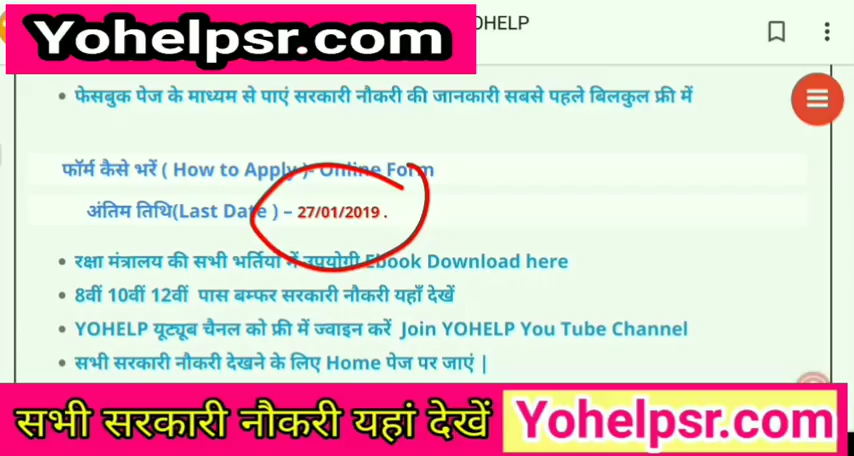 Yohelpsr.com
OHELP
फेसबुक पेज के माध्यम से पाएं सरकारी नौकरी की जानकारी सबसे पहले बिलकुल फ्री में
फॉर्म कैसे भरें ( How to Apply )- Online Form
अंतिम तिथि(Last Date ) – 27/01/2019 .
रक्षा मंत्रालय की सभी भर्तियों में उपयोगी Ebook Download here
8वीं 10वीं 12वीं पास बम्फर सरकारी नौकरी यहाँ देखें
YOHELP यूट्यूब चैनल को फ्री में ज्वाइन करें Join YOHELP You Tube Channel
सभी सरकारी नौकरी देखने के लिए Home पेज पर जाएं |
सभी सरकारी नौकरी यहां देखें Yohelpsr.com